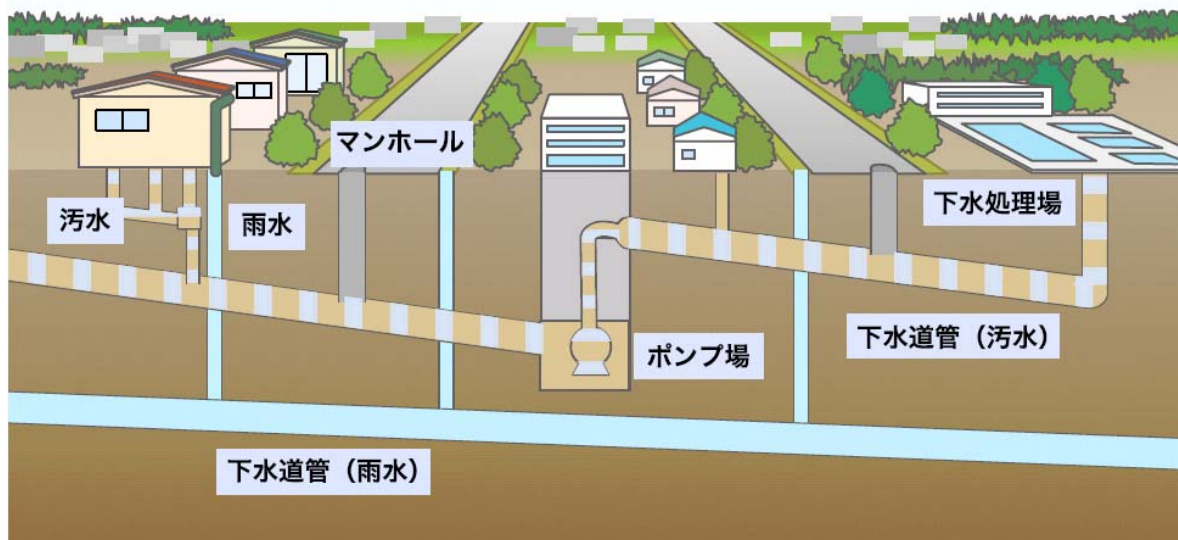 マンホール
汚水
雨水
下水処理場
下水道管（汚水）
ポンプ場
下水道管（雨水）